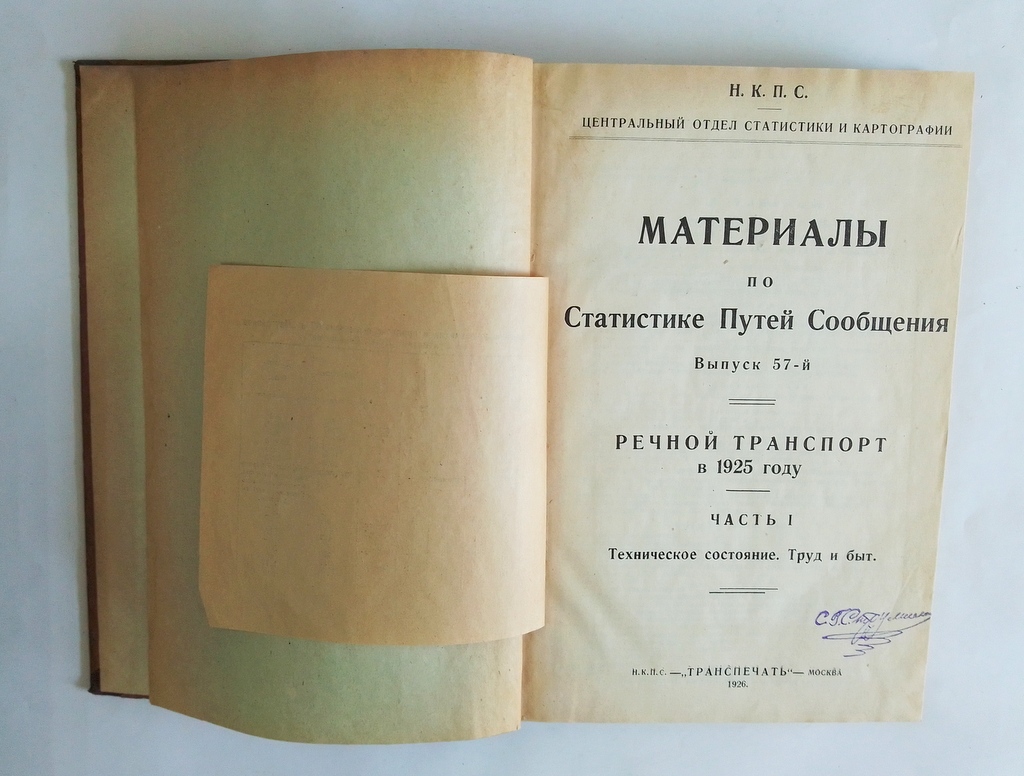 Н. К. П. С.
ЦЕНТРАЛЬНЫЙ ОТДЕЛ СТАТИСТИКИ И КАРТОГРАФИИ
МАТЕРИАЛЫ
ПО
Статистике Путей Сообщения
Выпуск 57-й
РЕЧНОЙ ТРАНСПОРТ
в 1925 году
ЧАСТЬ I
Техническое состояние. Труд и быт.
Н.К.П.С. —„ТРАНСПЕЧАТЬ“— МОСКВА
1926.